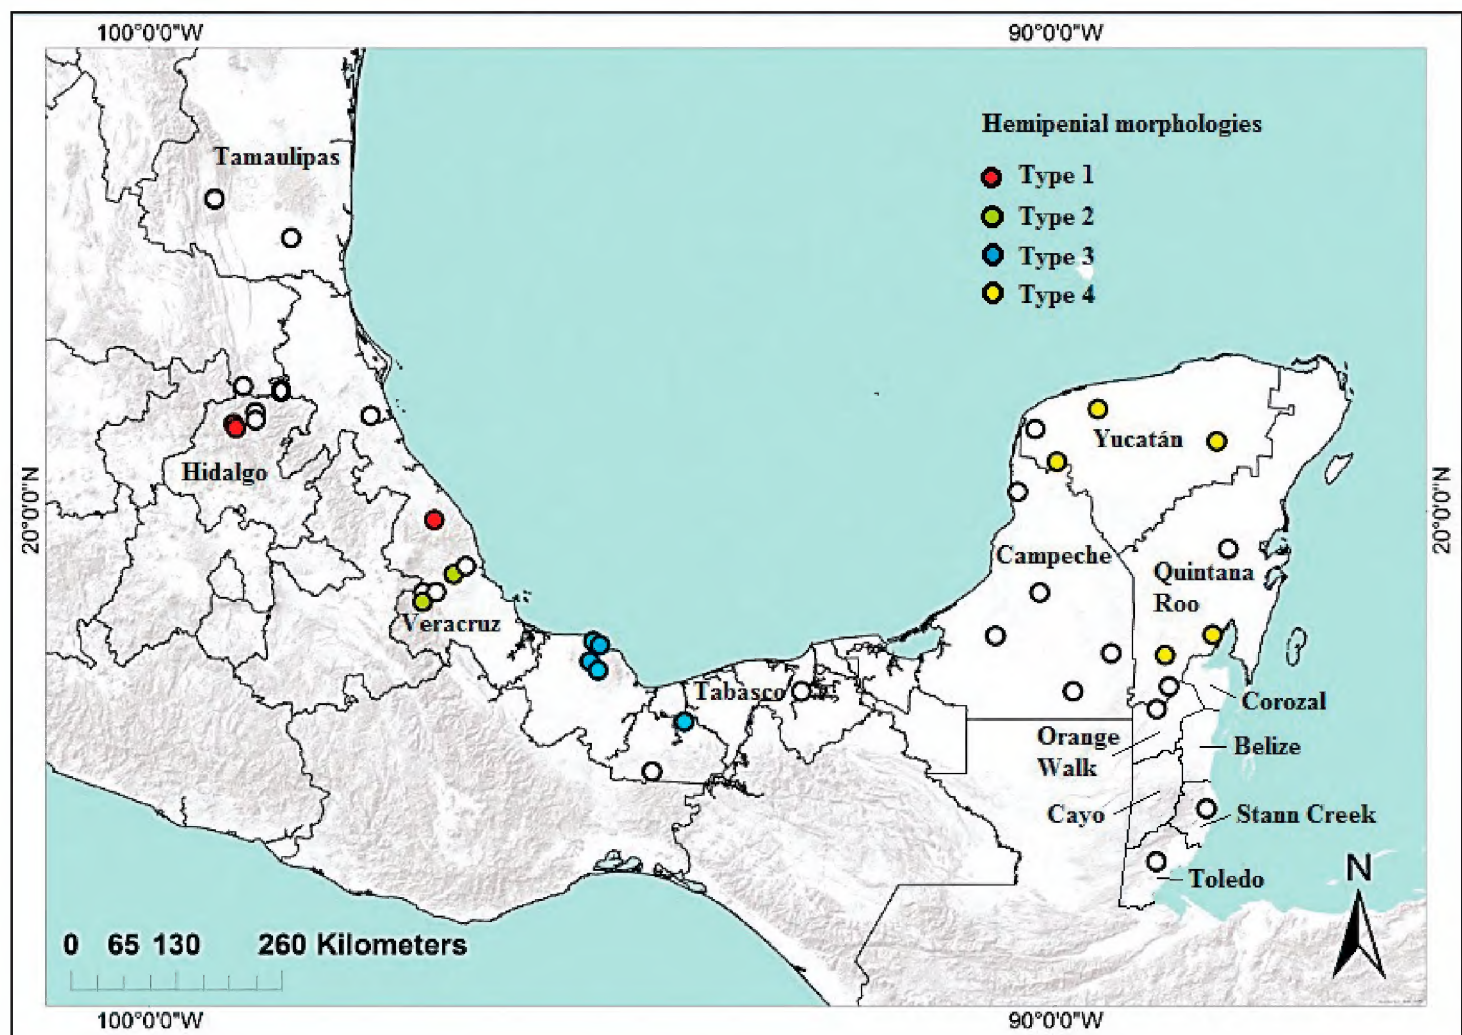 100°0'0"W
90°0'0"W
Hemipenial morphologies
Type 1
Type 2
Type 3
Type 4
Tamaulipas
Hidalgo
Yucatán
20°0'0"N
20°0'0"N
Campeche
Quintana
Roo
Veracruz
Tabasco
Corozal
Orange
Walk
Belize
Cayo
Stann Creek
Toledo
N
0 65 130 260 Kilometers
100°0'0"W
90°0'0"W